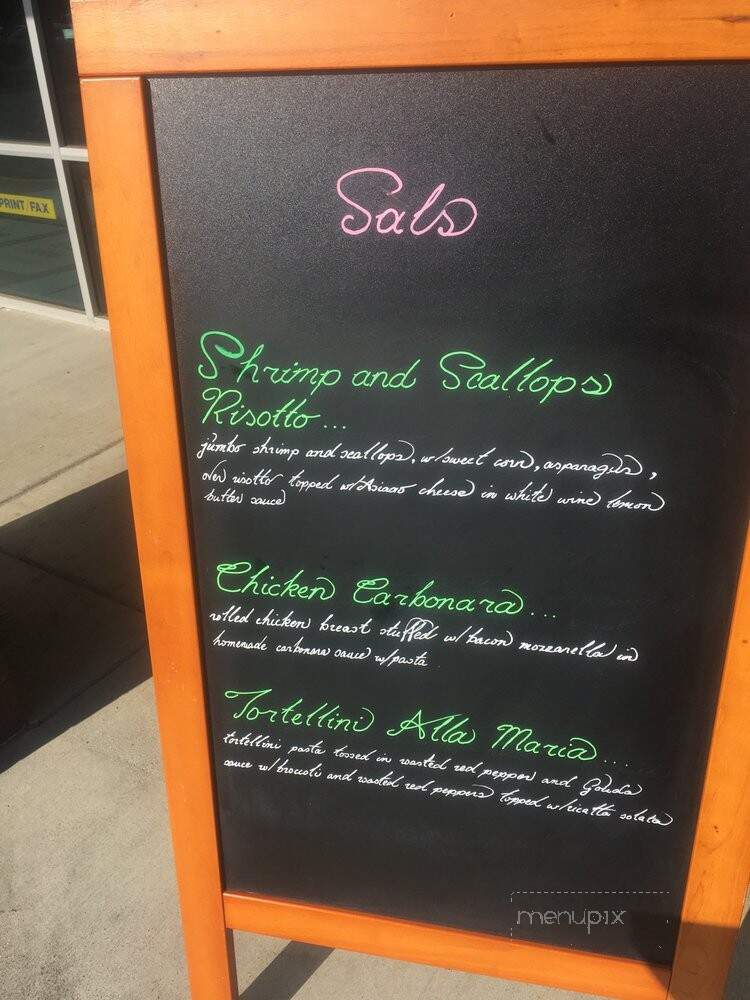 PRINT/FAX
Sals
Shrimp and Scallops
Risotto...
jumbo shrimp and scallops, w/sweet corn, asparagus,
over risotto topped w/Asiago cheese in white wine lemon
butter sauce
Chicken Carbonara...
rolled chicken breast stuffed w/ bacon mozzarella in
homemade carbonara sauce w/pasta
Tortellini Alla Maria....
tortellini pasta tossed in roasted red pepper and Gouda
sauce w/broccoli and roasted red peppers topped w/ricatta solata
menupix